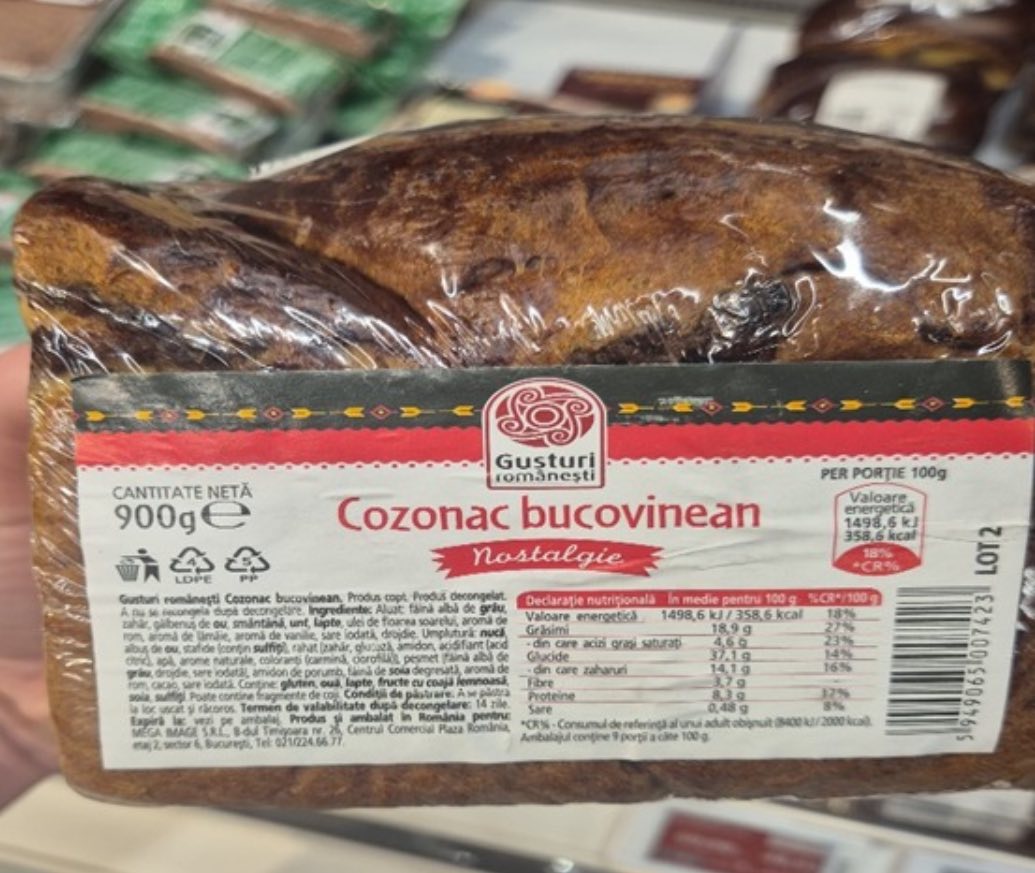 Gusturi
românești
CANTITATE NETĂ
900g e
Cozonac bucovinean
Nostalgie
PER PORȚIE 100g
Valoare
energetică
1498,6 kJ
358,6 kcal
18%
*CR%
LOT 2
4
LDPE
5
PP
Gusturi românești Cozonac bucovinean. Produs copt. Produs decongelat.
A nu se recongela după decongelare. Ingrediente: Aluat: făină albă de grâu,
zahăr, gălbenuș de ou, smântână, unt, lapte, ulei de floarea soarelui, aromă de
rom, aromă de lămâie, aromă de vanilie, sare iodată, drojdie. Umplutură: nucă,
albuș de ou, stafide (conțin sulfiți), rahat (zahăr, glucoză, amidon, acidifiant (acid
citric), apă, arome naturale, coloranți (carmină, clorofilă)), pesmet (făină albă de
grâu, drojdie, sare iodată), amidon de porumb, făină de soia degresată, aromă de
rom, cacao, sare iodată. Conține: gluten, ouă, lapte, fructe cu coajă lemnoasă,
soia, sulfiți. Poate conține fragmente de coji. Condiții de păstrare: A se păstra
la loc uscat și răcoros. Termen de valabilitate după decongelare: 14 zile.
Expiră la: vezi pe ambalaj. Produs și ambalat în România pentru:
MEGA IMAGE S.R.L., B-dul Timișoara nr. 26, Centrul Comercial Plaza România,
etaj 2, sector 6, București, Tel: 021/224.66.77.
Declarație nutrițională În medie pentru 100 g %CR*/100 g
Valoare energetică 1498,6 kJ / 358,6 kcal 18%
Grăsimi 18,9 g 27%
- din care acizi grași saturați 4,6 g 23%
Glucide 37,1 g 14%
- din care zaharuri 14,1 g 16%
Fibre 3,7 g
Proteine 8,3 g 17%
Sare 0,48 g 8%
*CR% - Consumul de referință al unui adult obișnuit (8400 kJ/2000 kcal).
Ambalajul conține 9 porții a câte 100 g.
5949065007423